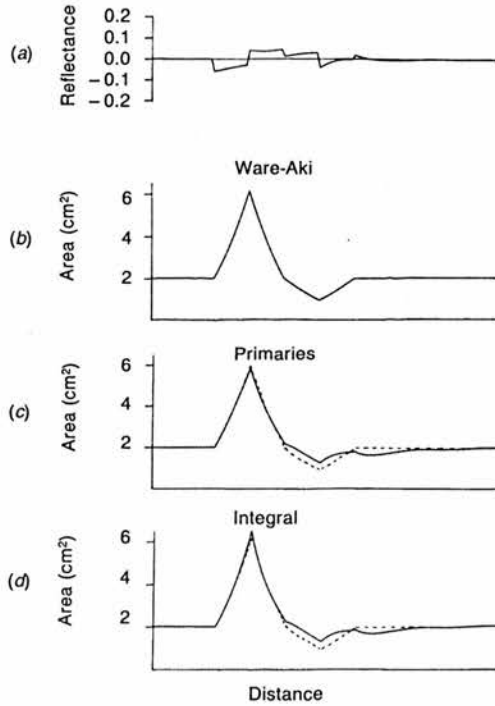 (a)
Reflectance
0.2
0.1
0.0
−0.1
−0.2
Ware-Aki
(b)
Area (cm²)
6
4
2
Primaries
(c)
Area (cm²)
6
4
2
Integral
(d)
Area (cm²)
6
4
2
Distance